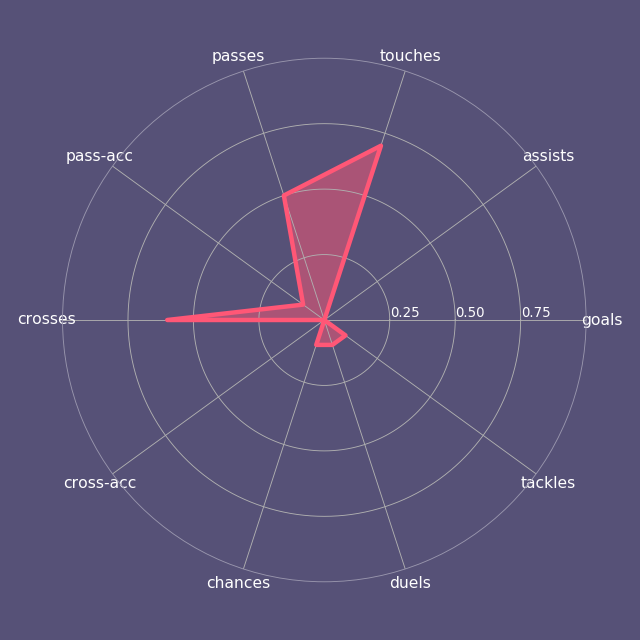 passes
touches
pass-acc
assists
crosses
0.25
0.50
0.75
goals
cross-acc
tackles
chances
duels